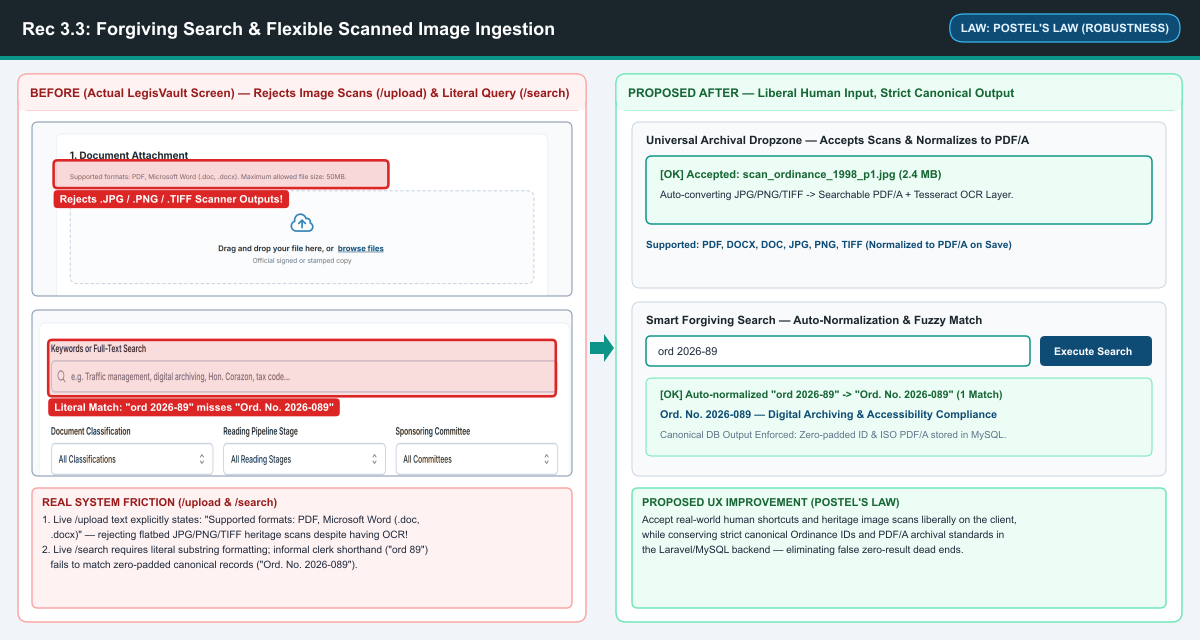 Rec 3.3: Forgiving Search & Flexible Scanned Image Ingestion
LAW: POSTEL'S LAW (ROBUSTNESS)
BEFORE (Actual LegisVault Screen) — Rejects Image Scans (/upload) & Literal Query (/search)
1. Document Attachment
Supported formats: PDF, Microsoft Word (.doc, .docx). Maximum allowed file size: 50MB.
Rejects .JPG / .PNG / .TIFF Scanner Outputs!
Drag and drop your file here, or browse files
Official signed or stamped copy
Keywords or Full-Text Search
e.g. Traffic management, digital archiving, Hon. Corazon, tax code...
Literal Match: "ord 2026-89" misses "Ord. No. 2026-089"
Document Classification
Reading Pipeline Stage
Sponsoring Committee
All Classifications
All Reading Stages
All Committees
REAL SYSTEM FRICTION (/upload & /search)
1. Live /upload text explicitly states: "Supported formats: PDF, Microsoft Word (.doc,
.docx)" — rejecting flatbed JPG/PNG/TIFF heritage scans despite having OCR!
2. Live /search requires literal substring formatting; informal clerk shorthand ("ord 89")
fails to match zero-padded canonical records ("Ord. No. 2026-089").
PROPOSED AFTER — Liberal Human Input, Strict Canonical Output
Universal Archival Dropzone — Accepts Scans & Normalizes to PDF/A
[OK] Accepted: scan_ordinance_1998_p1.jpg (2.4 MB)
Auto-converting JPG/PNG/TIFF -> Searchable PDF/A + Tesseract OCR Layer.
Supported: PDF, DOCX, DOC, JPG, PNG, TIFF (Normalized to PDF/A on Save)
Smart Forgiving Search — Auto-Normalization & Fuzzy Match
ord 2026-89
Execute Search
[OK] Auto-normalized "ord 2026-89" -> "Ord. No. 2026-089" (1 Match)
Ord. No. 2026-089 — Digital Archiving & Accessibility Compliance
Canonical DB Output Enforced: Zero-padded ID & ISO PDF/A stored in MySQL.
PROPOSED UX IMPROVEMENT (POSTEL'S LAW)
Accept real-world human shortcuts and heritage image scans liberally on the client,
while conserving strict canonical Ordinance IDs and PDF/A archival standards in
the Laravel/MySQL backend — eliminating false zero-result dead ends.